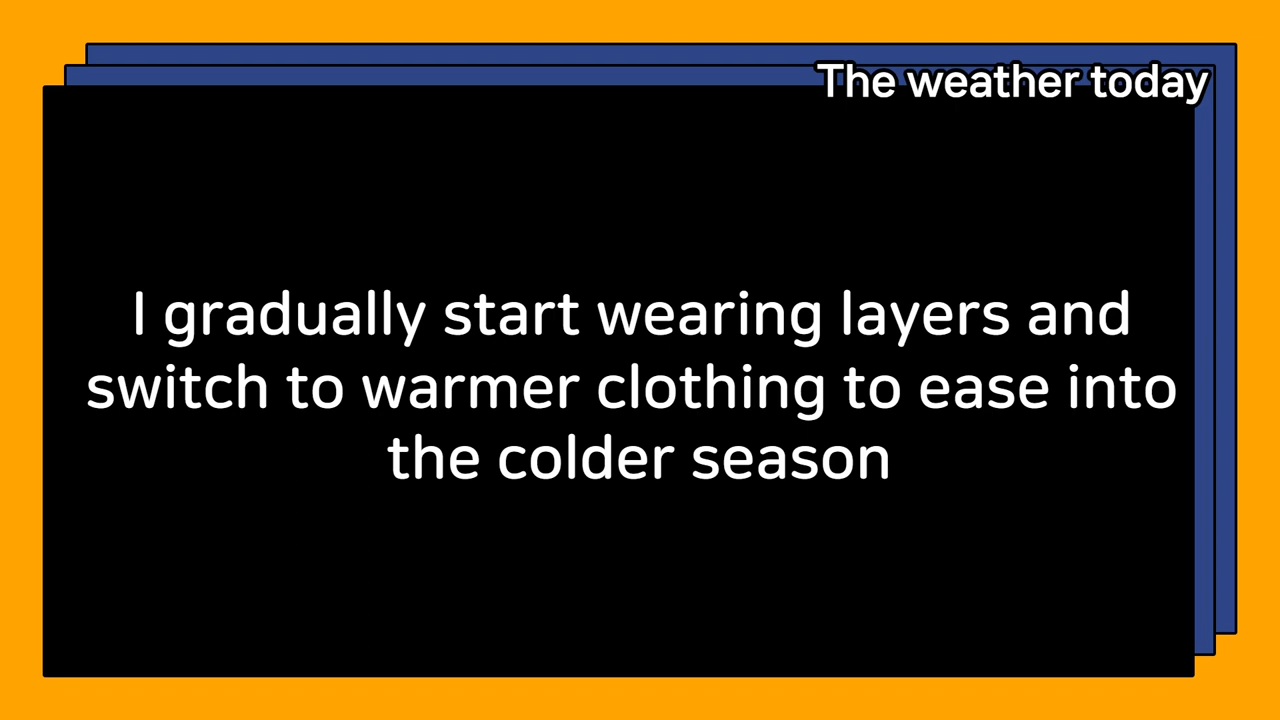 The weather today
I gradually start wearing layers and
switch to warmer clothing to ease into
the colder season